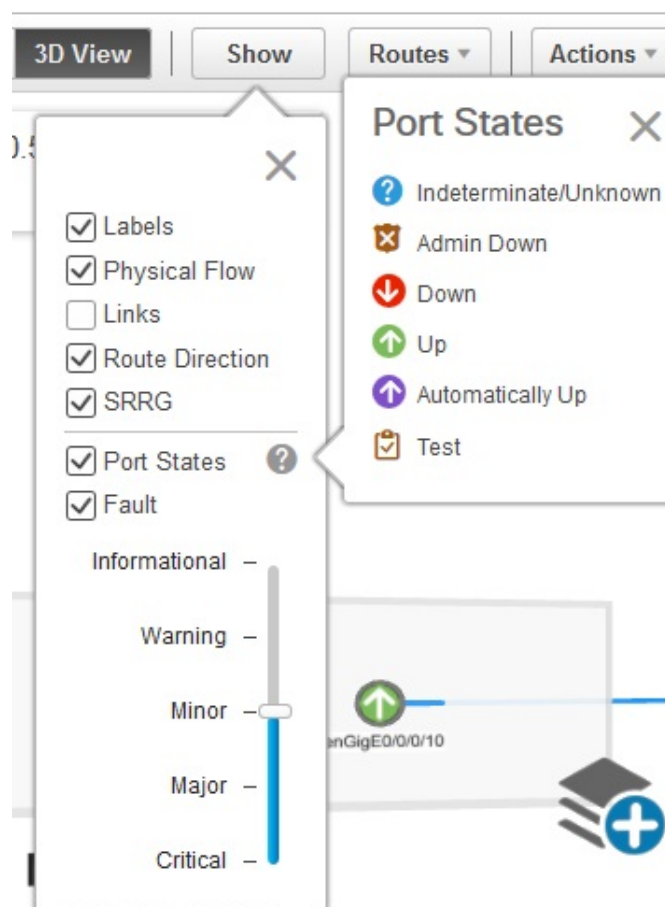 3D View
Show
Routes
Actions
Port States
Indeterminate/Unknown
Admin Down
Down
Up
Automatically Up
Test
Labels
Physical Flow
Links
Route Direction
SRRG
Port States
Fault
Informational
Warning
Minor
Major
Critical
enGigE0/0/0/10